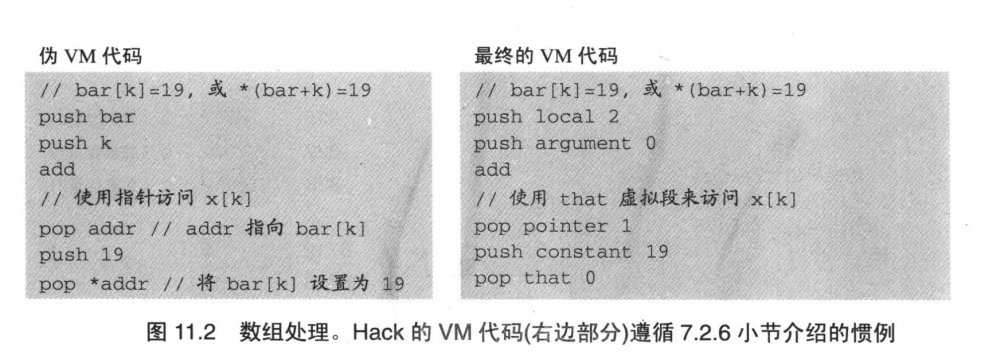 伪 VM 代码
// bar[k]=19, 或 *(bar+k)=19
push bar
push k
add
// 使用指针访问 x[k]
pop addr // addr 指向 bar[k]
push 19
pop *addr // 将 bar[k] 设置为 19
最终的 VM 代码
// bar[k]=19, 或 *(bar+k)=19
push local 2
push argument 0
add
// 使用 that 虚拟段来访问 x[k]
pop pointer 1
push constant 19
pop that 0
图 11.2 数组处理。Hack 的 VM 代码(右边部分)遵循 7.2.6 小节介绍的惯例